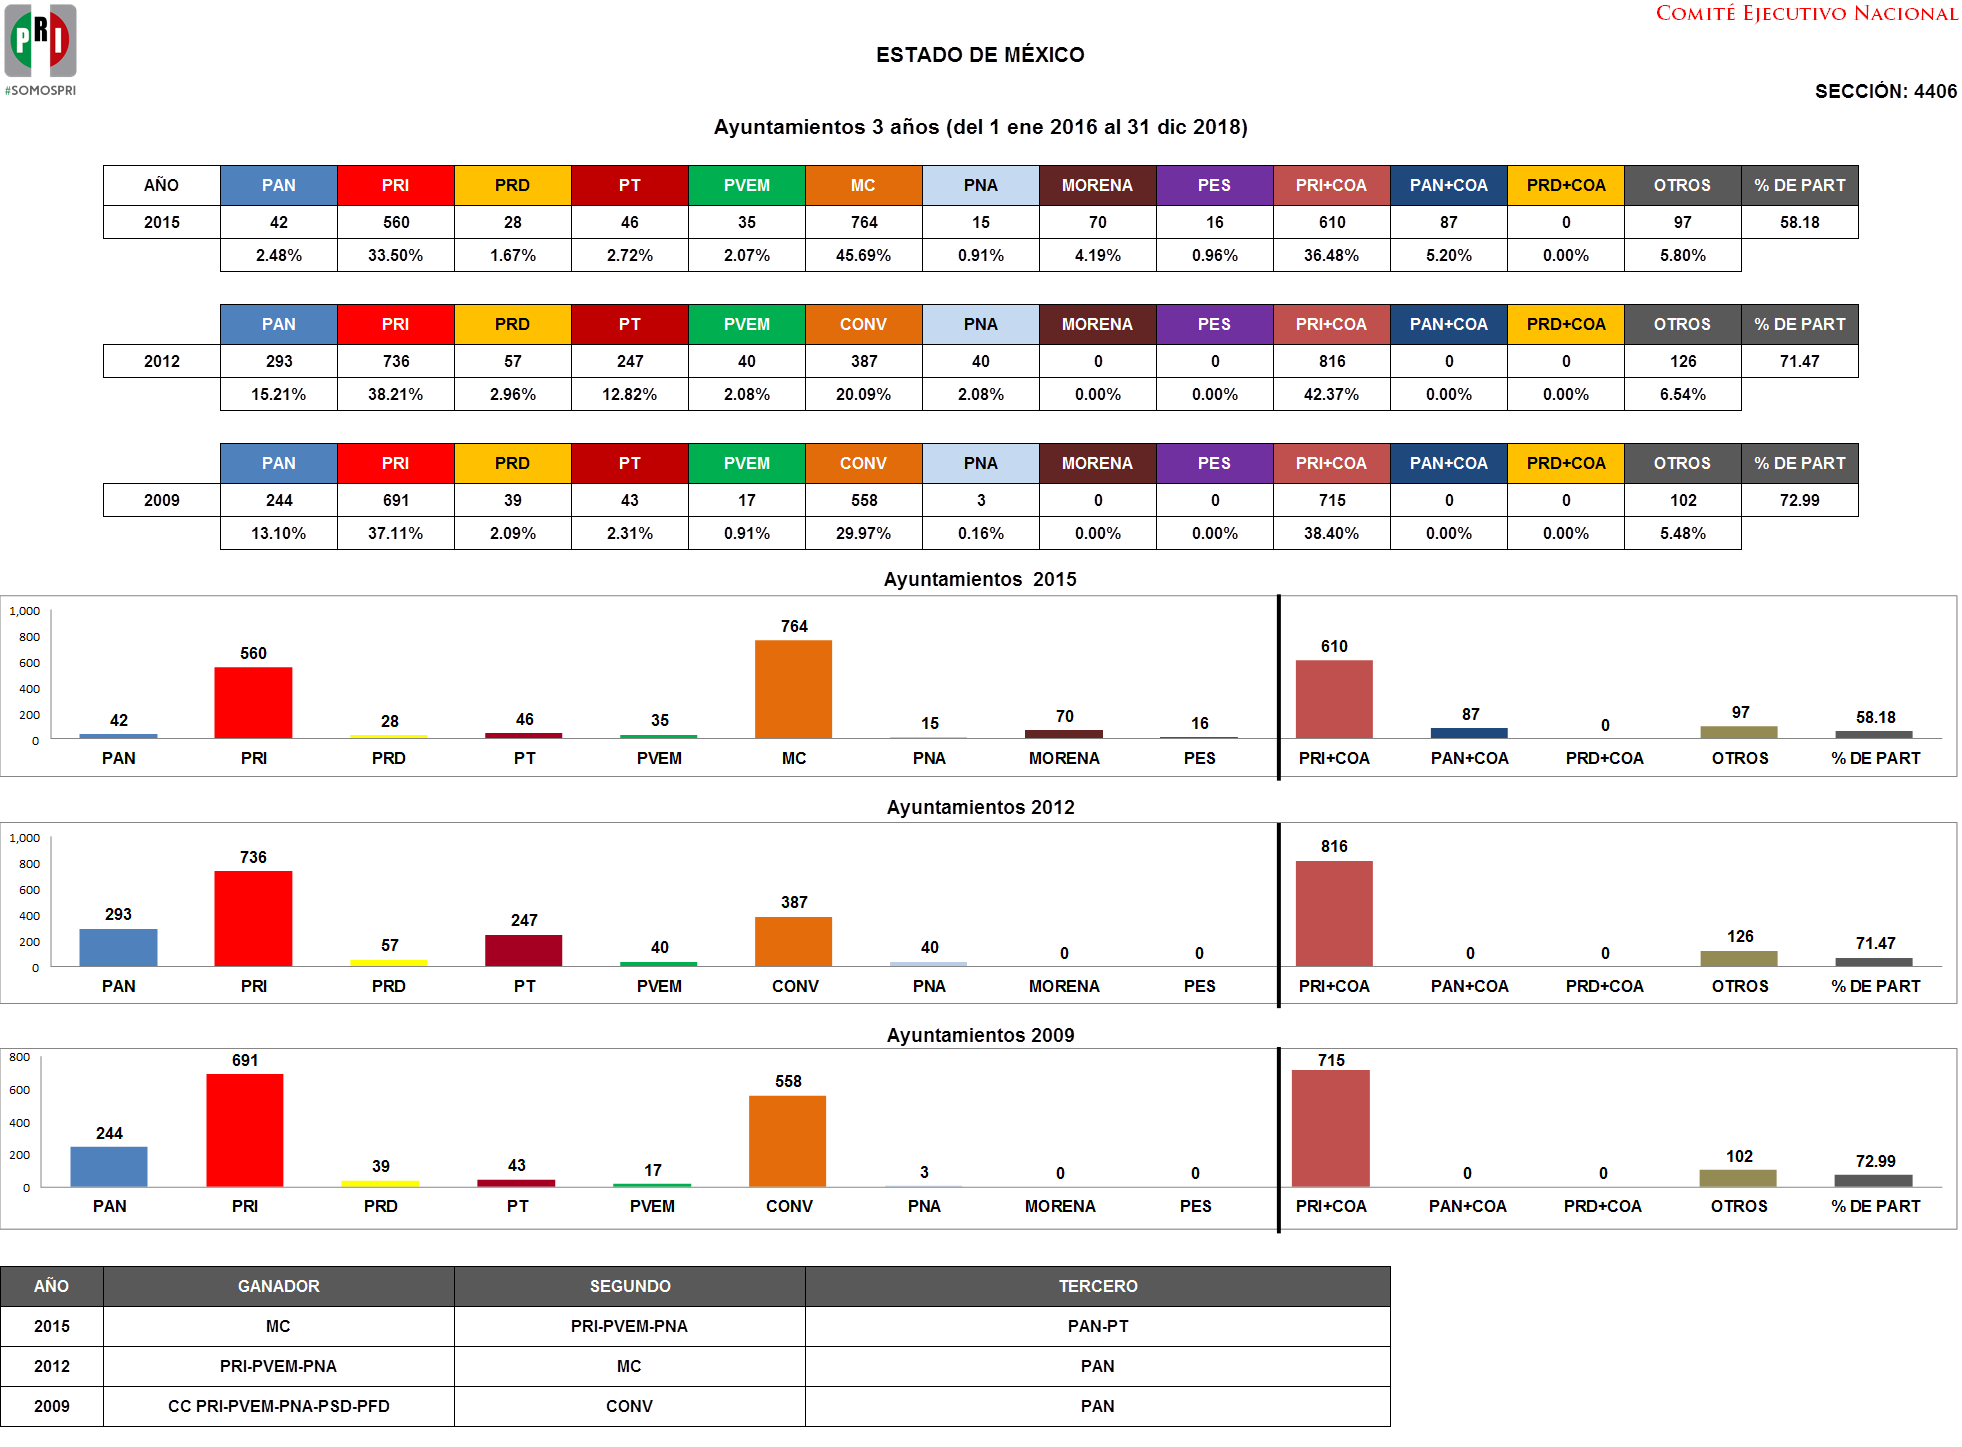 PRI
#SOMOSPRI
COMITÉ EJECUTIVO NACIONAL
ESTADO DE MÉXICO
SECCIÓN: 4406
Ayuntamientos 3 años (del 1 ene 2016 al 31 dic 2018)
AÑO PAN PRI PRD PT PVEM MC PNA MORENA PES PRI+COA PAN+COA PRD+COA OTROS % DE PART
2015 42 560 28 46 35 764 15 70 16 610 87 0 97 58.18
2.48% 33.50% 1.67% 2.72% 2.07% 45.69% 0.91% 4.19% 0.96% 36.48% 5.20% 0.00% 5.80%
PAN PRI PRD PT PVEM CONV PNA MORENA PES PRI+COA PAN+COA PRD+COA OTROS % DE PART
2012 293 736 57 247 40 387 40 0 0 816 0 0 126 71.47
15.21% 38.21% 2.96% 12.82% 2.08% 20.09% 2.08% 0.00% 0.00% 42.37% 0.00% 0.00% 6.54%
PAN PRI PRD PT PVEM CONV PNA MORENA PES PRI+COA PAN+COA PRD+COA OTROS % DE PART
2009 244 691 39 43 17 558 3 0 0 715 0 0 102 72.99
13.10% 37.11% 2.09% 2.31% 0.91% 29.97% 0.16% 0.00% 0.00% 38.40% 0.00% 0.00% 5.48%
Ayuntamientos 2015
1,000
800
600
400
200
0
42 560 28 46 35 764 15 70 16 610 87 0 97 58.18
PAN PRI PRD PT PVEM MC PNA MORENA PES PRI+COA PAN+COA PRD+COA OTROS % DE PART
Ayuntamientos 2012
1,000
800
600
400
200
0
293 736 57 247 40 387 40 0 0 816 0 0 126 71.47
PAN PRI PRD PT PVEM CONV PNA MORENA PES PRI+COA PAN+COA PRD+COA OTROS % DE PART
Ayuntamientos 2009
800
600
400
200
0
244 691 39 43 17 558 3 0 0 715 0 0 102 72.99
PAN PRI PRD PT PVEM CONV PNA MORENA PES PRI+COA PAN+COA PRD+COA OTROS % DE PART
AÑO GANADOR SEGUNDO TERCERO
2015 MC PRI-PVEM-PNA PAN-PT
2012 PRI-PVEM-PNA MC PAN
2009 CC PRI-PVEM-PNA-PSD-PFD CONV PAN